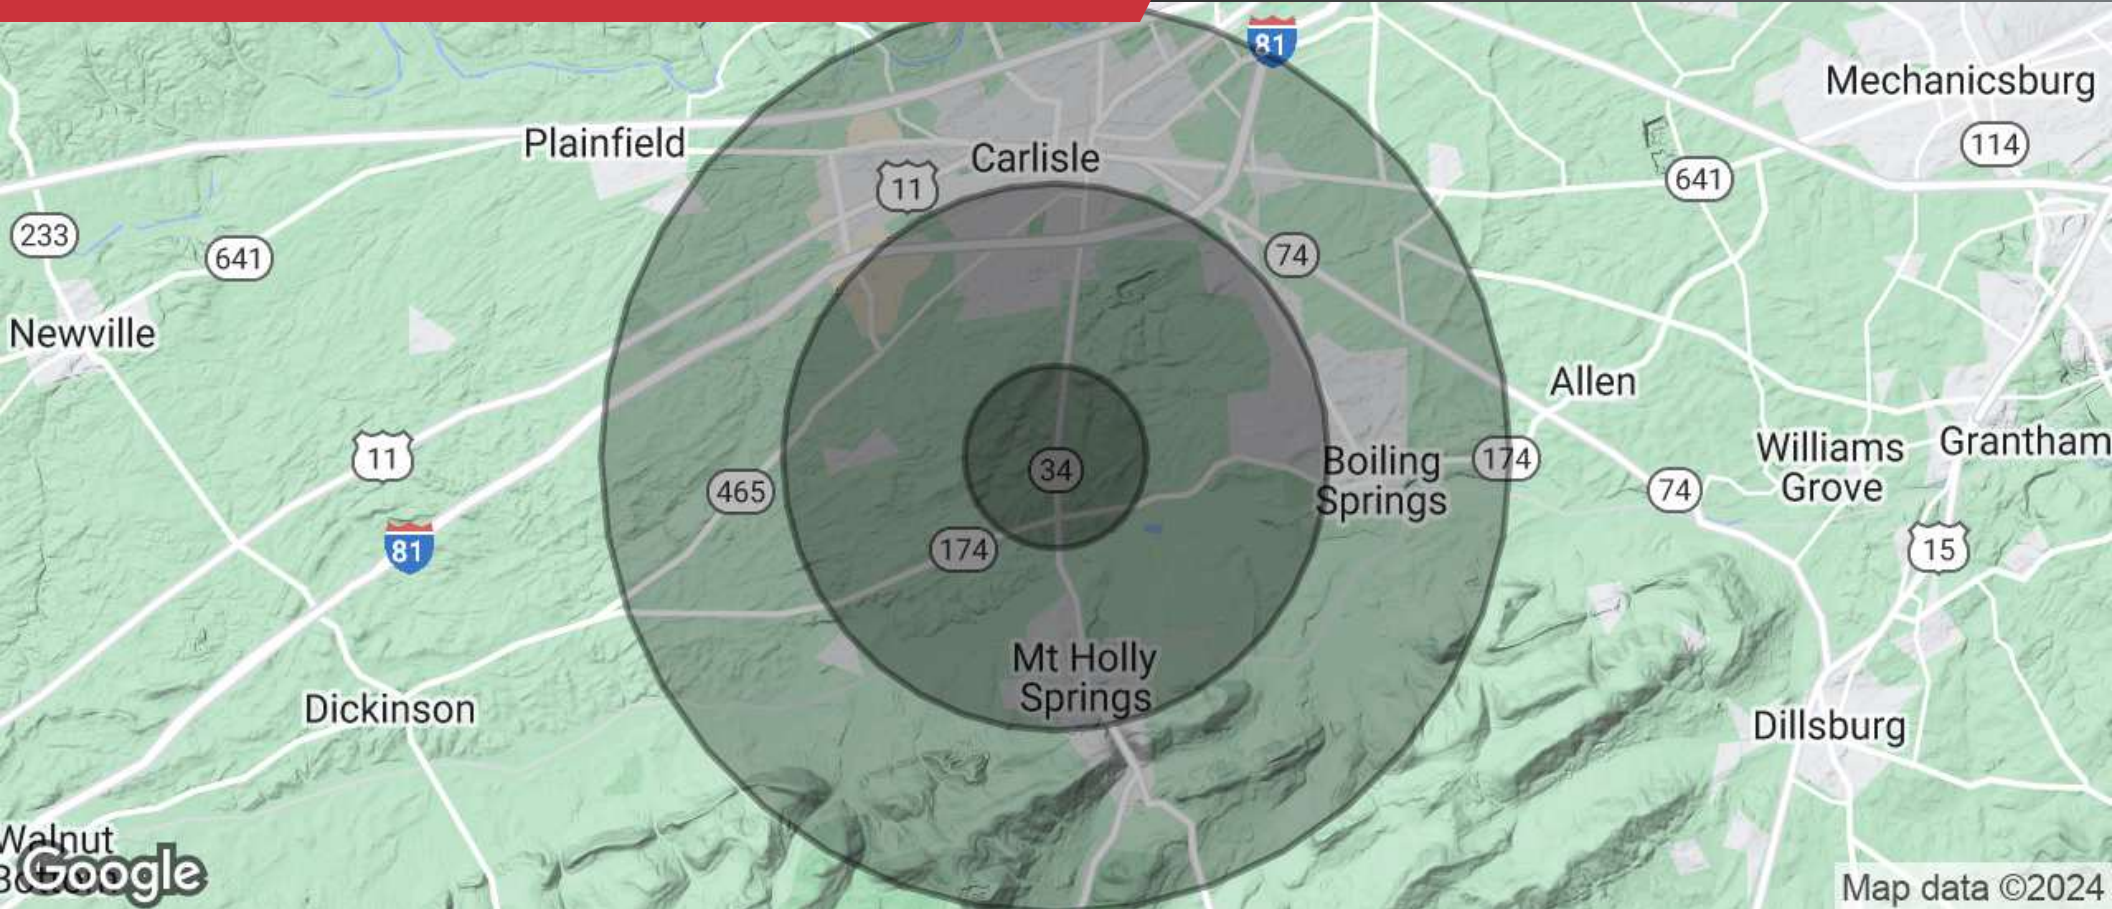 81
Mechanicsburg
114
Plainfield
Carlisle
11
641
233
641
74
Newville
Allen
11
34
465
Boiling
Springs
174
Williams
Grove
Grantham
74
81
174
15
Mt Holly
Springs
Dickinson
Dillsburg
Walnut
Google
Map data ©2024